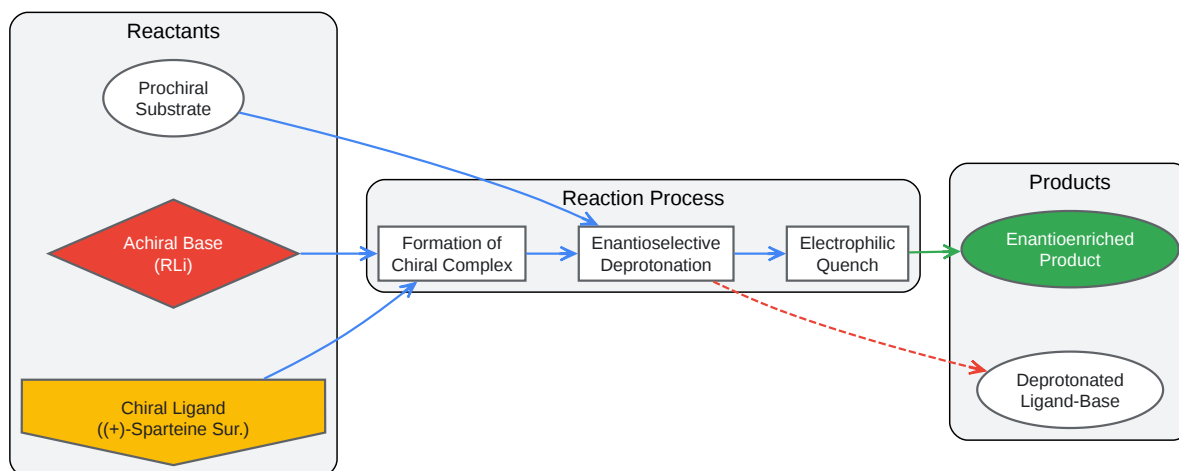 Reactants
Prochiral
Substrate
Achiral Base
(RLi)
Chiral Ligand
((+)-Sparteine Sur.)
Reaction Process
Formation of
Chiral Complex
Enantioselective
Deprotonation
Electrophilic
Quench
Products
Enantioenriched
Product
Deprotonated
Ligand-Base